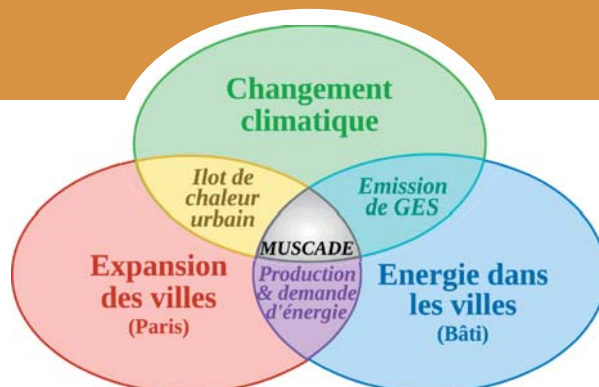 Changement
climatique
Ilot de
chaleur
urbain
Emission
de GES
MUSCADE
Expansion
des villes
(Paris)
Production
& demande
d'énergie
Energie dans
les villes
(Bâti)